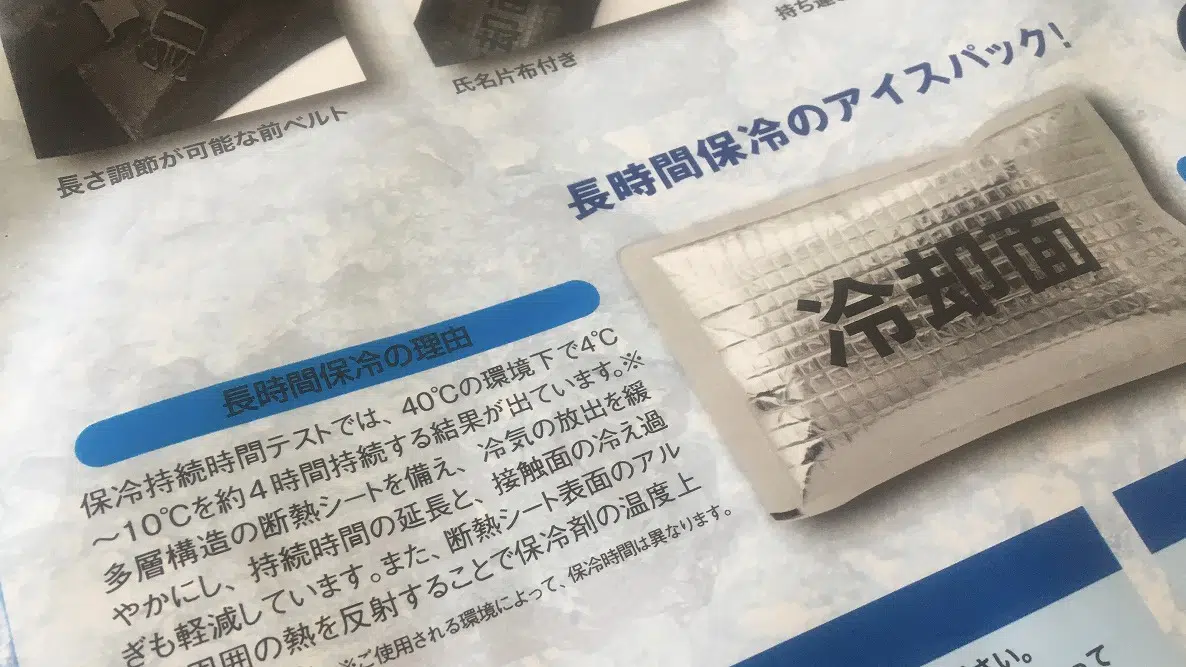 氏名片布付き
長さ調節が可能な前ベルト
長時間保冷のアイスパック!
冷却面
長時間保冷の理由
保冷持続時間テストでは、40℃の環境下で4℃
～10℃を約4時間持続する結果が出ています。※
多層構造の断熱シートを備え、冷気の放出を緩
やかにし、持続時間の延長と、接触面の冷え過
ぎも軽減しています。また、断熱シート表面のアル
周囲の熱を反射することで保冷剤の温度上
※ご使用される環境によって、保冷時間は異なります。
さい。
って